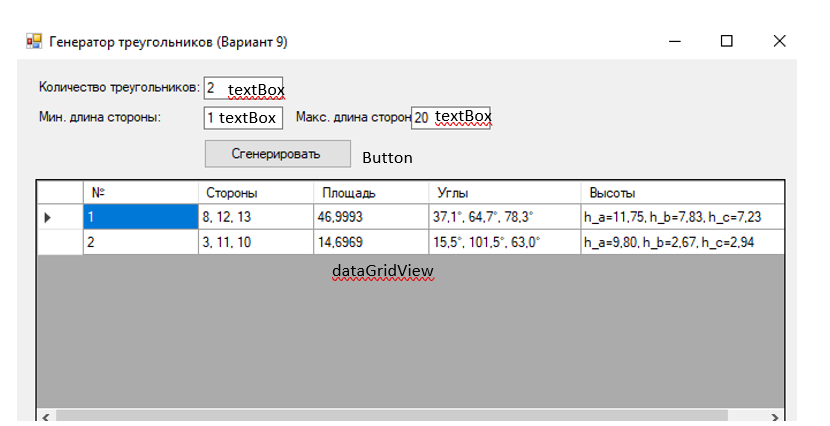 Генератор треугольников (Вариант 9)
Количество треугольников: 2 textBox
Мин. длина стороны: 1 textBox Макс. длина сторон 20 textBox
Сгенерировать Button
№ Стороны Площадь Углы Высоты
1 8, 12, 13 46,9993 37,1°, 64,7°, 78,3° h_a=11,75, h_b=7,83, h_c=7,23
2 3, 11, 10 14,6969 15,5°, 101,5°, 63,0° h_a=9,80, h_b=2,67, h_c=2,94
dataGridView